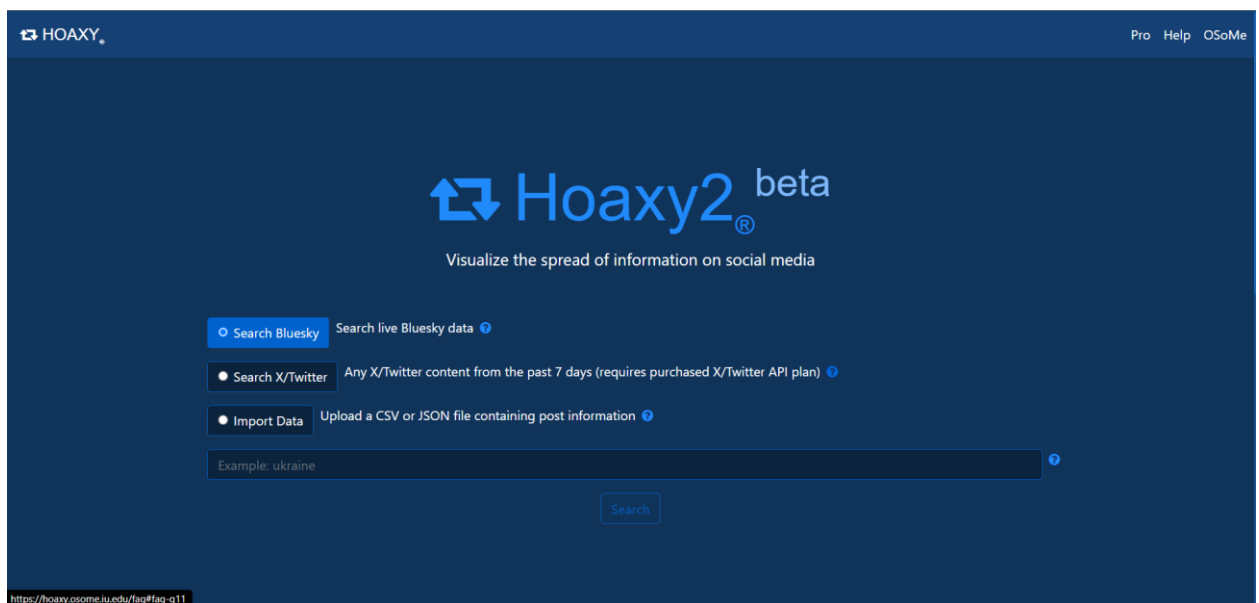 HOAXY®
Pro Help OSoMe
Hoaxy2® beta
Visualize the spread of information on social media
Search Bluesky Search live Bluesky data
Search X/Twitter Any X/Twitter content from the past 7 days (requires purchased X/Twitter API plan)
Import Data Upload a CSV or JSON file containing post information
Example: ukraine
Search
https://hoaxy.osome.iu.edu/faq#faq-q11